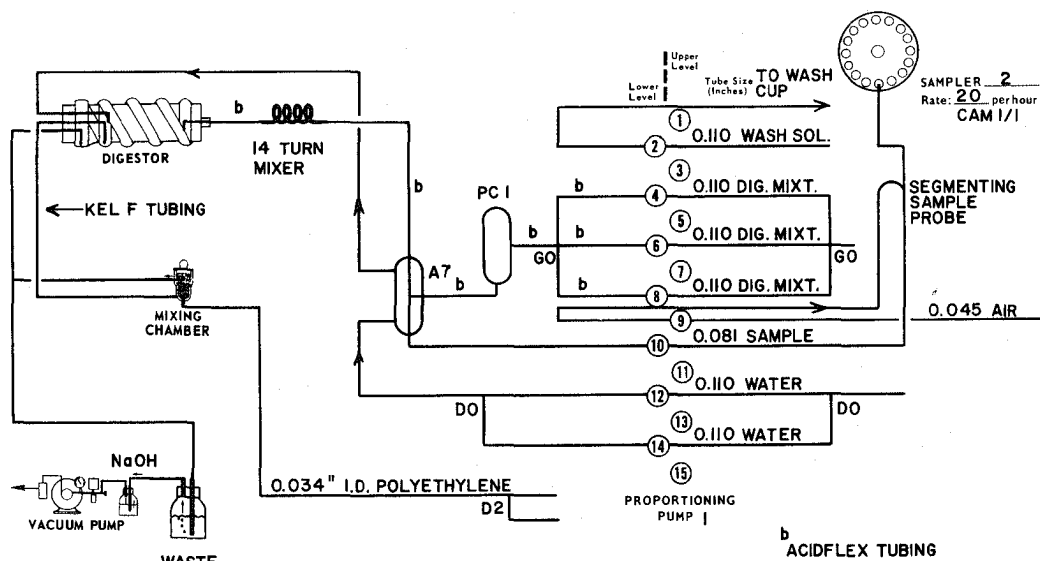 Upper Level
Lower Level
Tube Size (Inches)
TO WASH CUP
SAMPLER 2
Rate: 20 per hour
CAM 1/1
1
2 0.110 WASH SOL.
3
b 4 0.110 DIG. MIXT.
5
b b 6 0.110 DIG. MIXT.
GO GO
7
b 8 0.110 DIG. MIXT.
9 0.045 AIR
10 0.081 SAMPLE
11
12 0.110 WATER
DO DO
13
14 0.110 WATER
15
PROPORTIONING PUMP 1
SEGMENTING SAMPLE PROBE
b
DIGESTOR
14 TURN MIXER
b
PC 1
A7
b
KEL F TUBING
MIXING CHAMBER
NaOH
VACUUM PUMP
WASTE
0.034" I.D. POLYETHYLENE
D2
b
ACIDFLEX TUBING